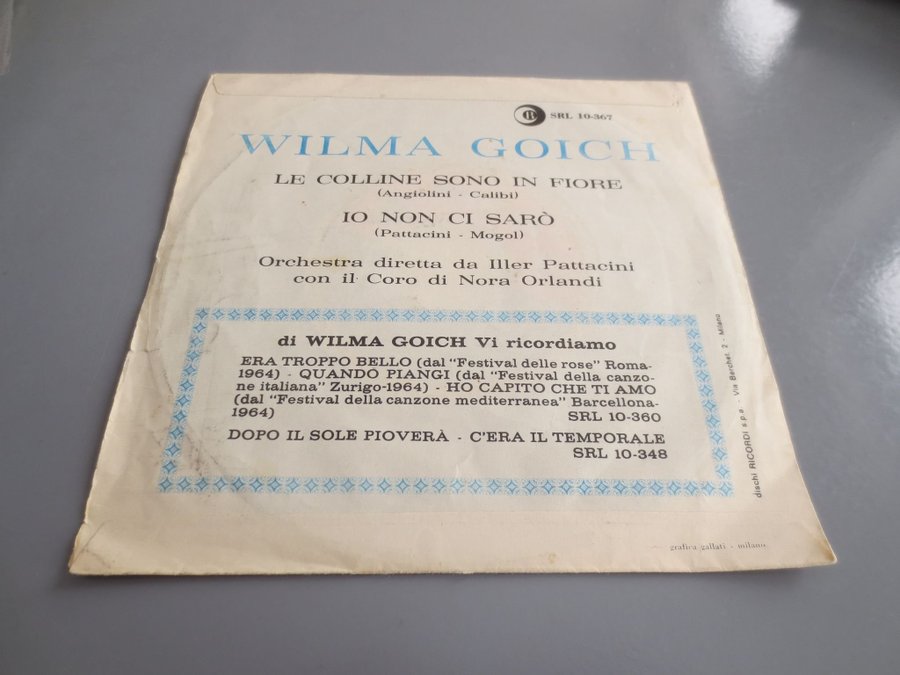 SRL 10-367
WILMA GOICH
LE COLLINE SONO IN FIORE
(Angiolini - Calibi)
IO NON CI SARÒ
(Pattacini - Mogol)
Orchestra diretta da Iller Pattacini
con il Coro di Nora Orlandi
di WILMA GOICH Vi ricordiamo
ERA TROPPO BELLO (dal "Festival delle rose" Roma-
1964) - QUANDO PIANGI (dal "Festival della canzo-
ne italiana" Zurigo-1964) - HO CAPITO CHE TI AMO
(dal "Festival della canzone mediterranea" Barcellona-
1964) SRL 10-360
DOPO IL SOLE PIOVERÀ - C'ERA IL TEMPORALE
SRL 10-348
dischi RICORDI s.p.a. - Via Berchet, 2 - Milano
grafica gallati - milano